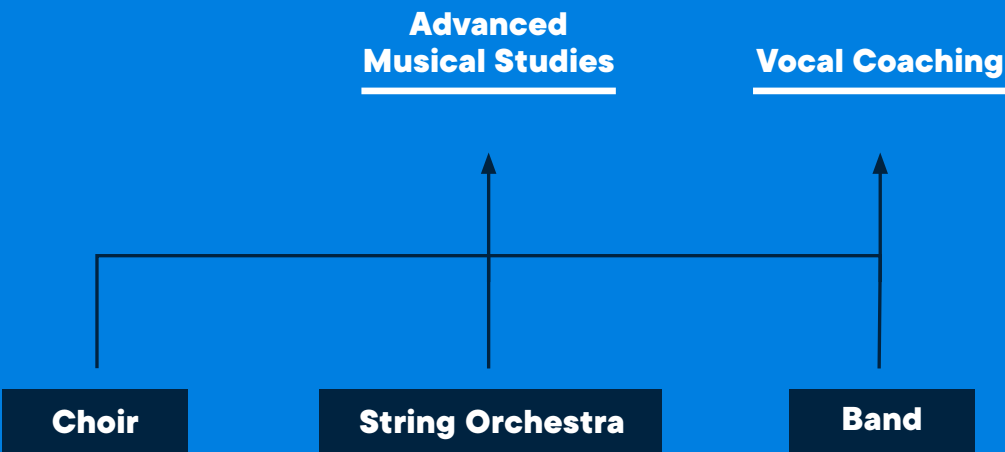 Advanced
Musical Studies
Vocal Coaching
Choir
String Orchestra
Band